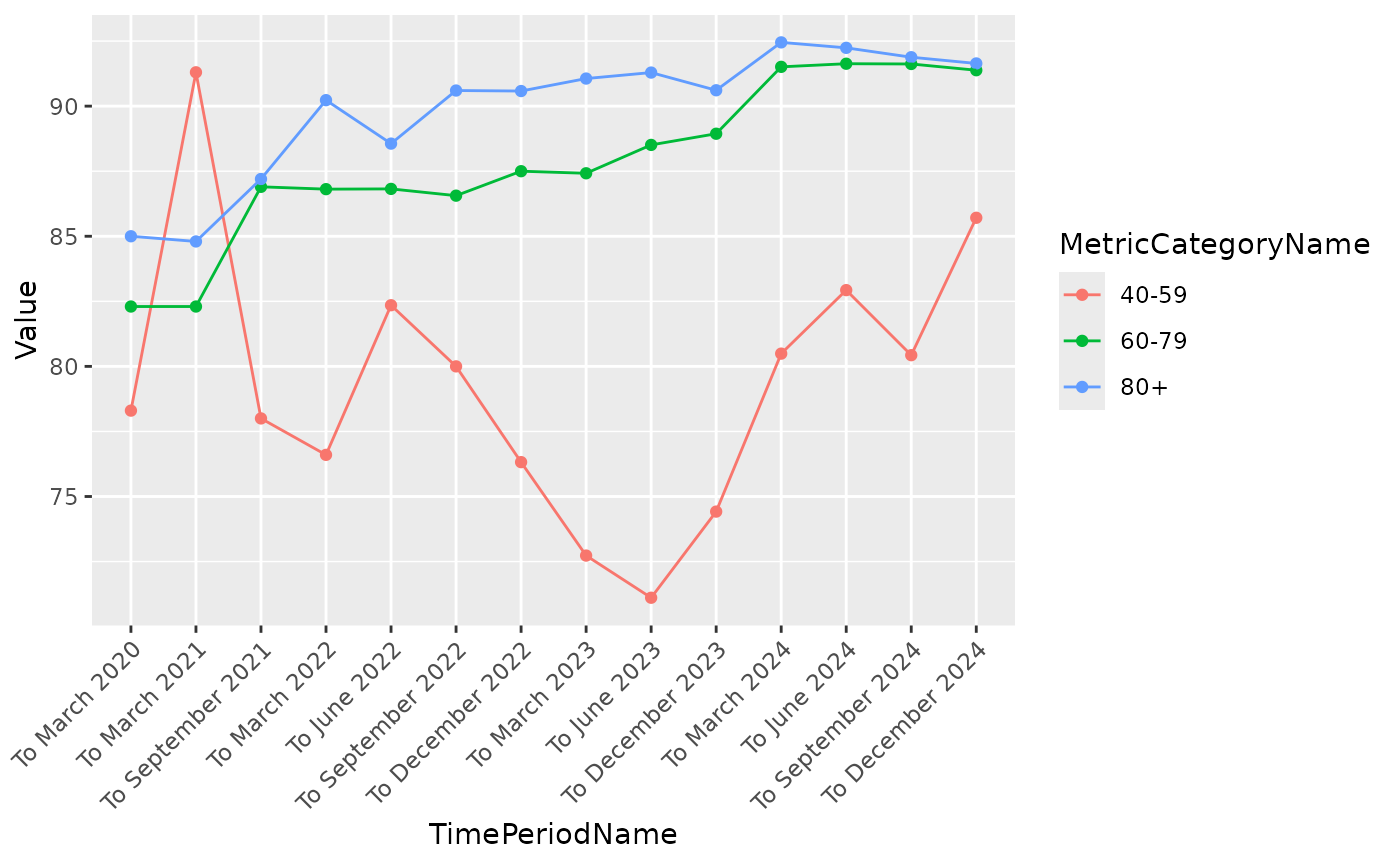 90
85
80
75
Value
To March 2020
To March 2021
To September 2021
To March 2022
To June 2022
To September 2022
To December 2022
To March 2023
To June 2023
To December 2023
To March 2024
To June 2024
To September 2024
To December 2024
TimePeriodName
MetricCategoryName
40-59
60-79
80+